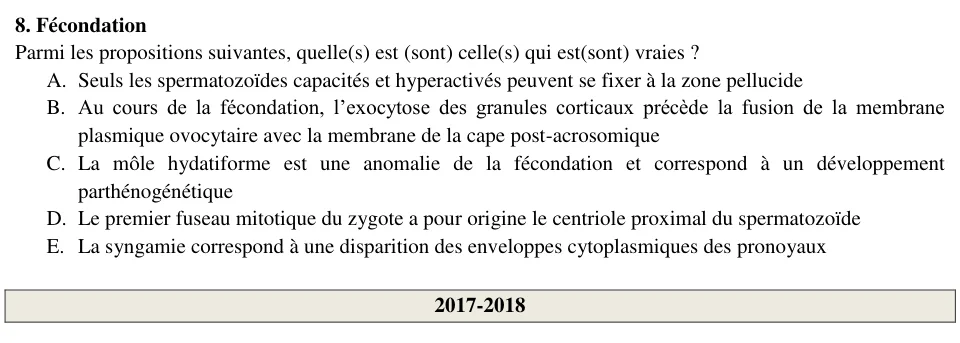 8. Fécondation
Parmi les propositions suivantes, quelle(s) est (sont) celle(s) qui est(sont) vraies ?
A. Seuls les spermatozoïdes capacités et hyperactivés peuvent se fixer à la zone pellucide
B. Au cours de la fécondation, l'exocytose des granules corticaux précède la fusion de la membrane
plasmique ovocytaire avec la membrane de la cape post-acrosomique
C. La môle hydatiforme est une anomalie de la fécondation et correspond à un développement
parthénogénétique
D. Le premier fuseau mitotique du zygote a pour origine le centriole proximal du spermatozoïde
E. La syngamie correspond à une disparition des enveloppes cytoplasmiques des pronoyaux
2017-2018